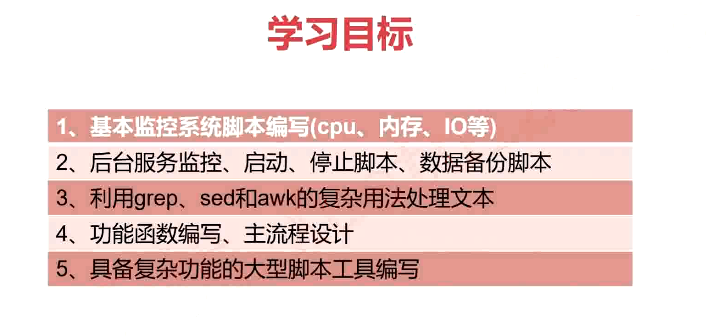 学习目标
1、基本监控系统脚本编写(cpu、内存、IO等)
2、后台服务监控、启动、停止脚本、数据备份脚本
3、利用grep、sed和awk的复杂用法处理文本
4、功能函数编写、主流程设计
5、具备复杂功能的大型脚本工具编写